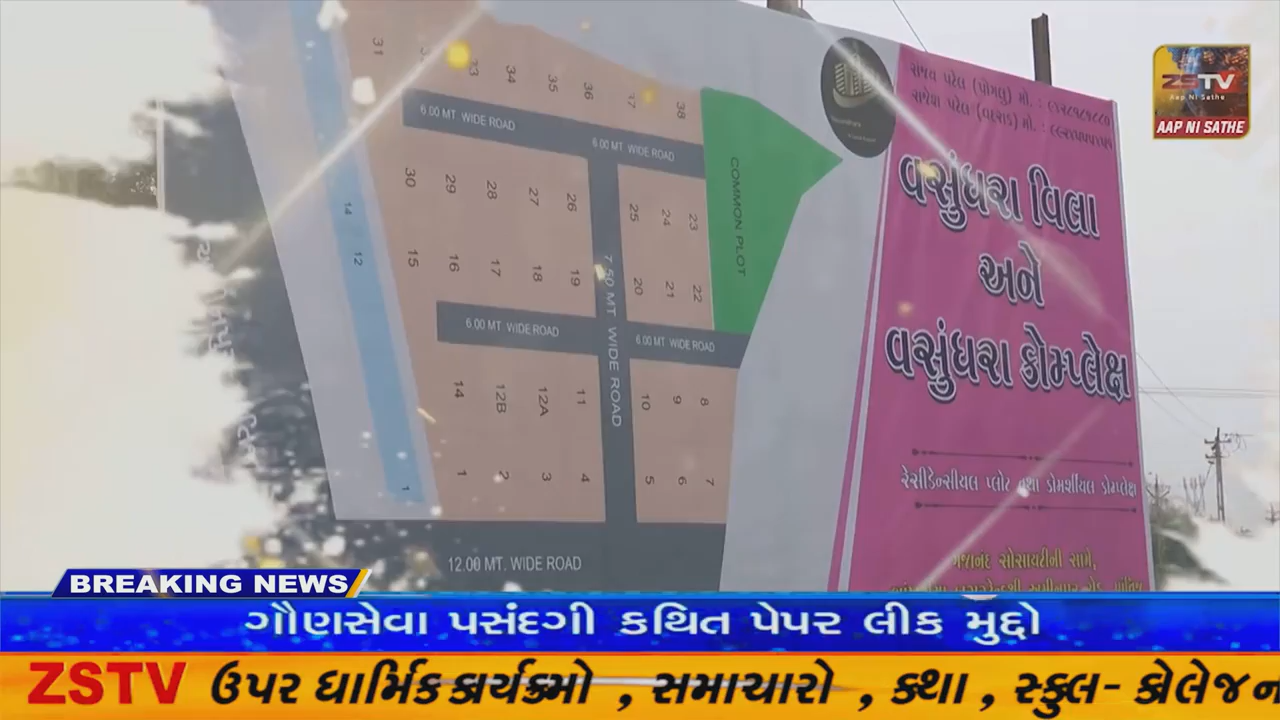 31 33 34 35 36 37 38
6.00 MT. WIDE ROAD
6.00 MT. WIDE ROAD
30 29 28 27 26
25 24 23
14
12
15 16 17 18 19
20 21 22
COMMON PLOT
7.50 MT. WIDE ROAD
6.00 MT. WIDE ROAD
6.00 MT. WIDE ROAD
14 12B 12A 11
10 9 8
1
1 2 3 4
5 6 7
12.00 MT. WIDE ROAD
પટેલ
પટેલ
વસુંધરા વિલા
અને
વસુંધરા કોમ્પ્લેક્ષ
રેસીડેન્સીયલ પ્લોટ તથા કોમર્શીયલ કોમ્પ્લેક્ષ
ગજાનંદ સોસાયટીની સામે,
ZSTV
Aap Ni Sathe
AAP NI SATHE
BREAKING NEWS
ગૌણસેવા પસંદગી કથિત પેપર લીક મુદ્દો
ZSTV ઉપર ધાર્મિક કાર્યક્રમો , સમાચારો , કથા , સ્કુલ- કોલેજ